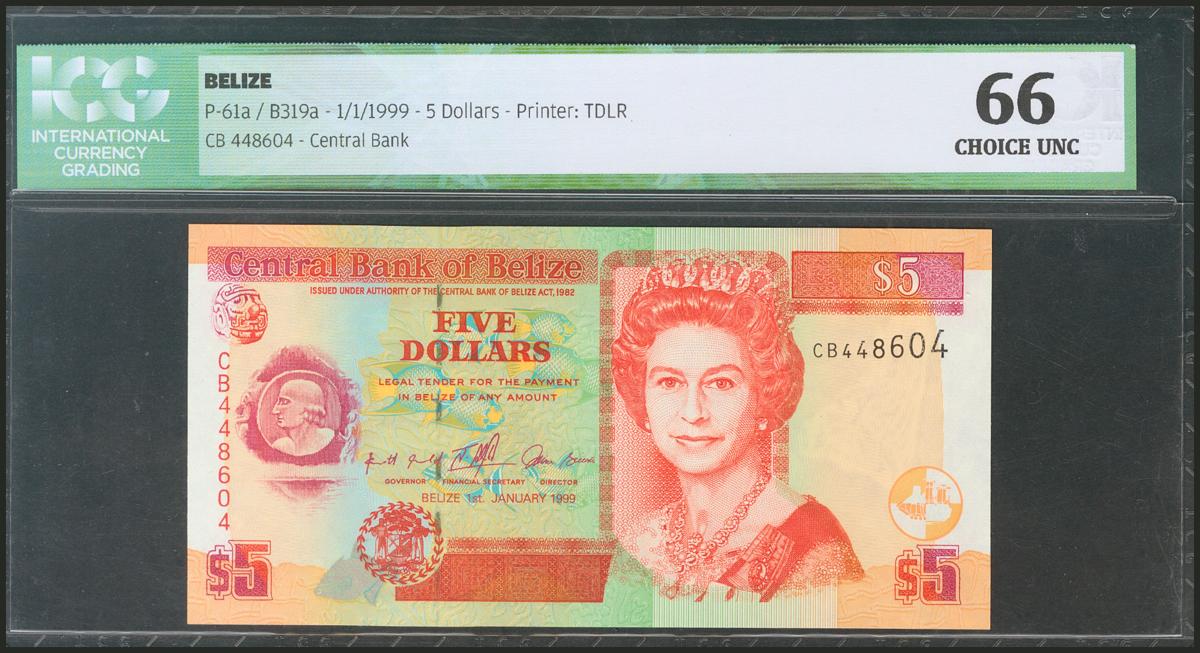 ICG
INTERNATIONAL
CURRENCY
GRADING
BELIZE
P-61a / B319a - 1/1/1999 - 5 Dollars - Printer: TDLR
CB 448604 - Central Bank
66
CHOICE UNC
Central Bank of Belize
ISSUED UNDER AUTHORITY OF THE CENTRAL BANK OF BELIZE ACT, 1982
$5
FIVE
DOLLARS
CB448604
LEGAL TENDER FOR THE PAYMENT
IN BELIZE OF ANY AMOUNT
CB448604
GOVERNOR FINANCIAL SECRETARY DIRECTOR
BELIZE 1st. JANUARY 1999
$5
$5